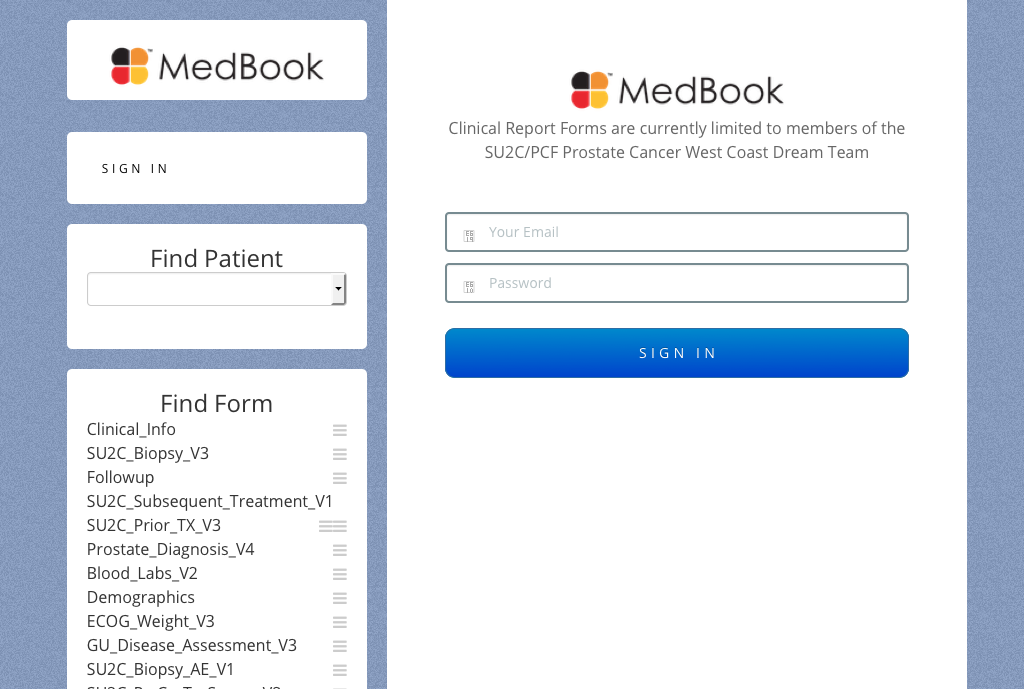 MedBook
SIGN IN
Find Patient
Find Form
Clinical_Info
SU2C_Biopsy_V3
Followup
SU2C_Subsequent_Treatment_V1
SU2C_Prior_TX_V3
Prostate_Diagnosis_V4
Blood_Labs_V2
Demographics
ECOG_Weight_V3
GU_Disease_Assessment_V3
SU2C_Biopsy_AE_V1
MedBook
Clinical Report Forms are currently limited to members of the
SU2C/PCF Prostate Cancer West Coast Dream Team
Your Email
Password
SIGN IN